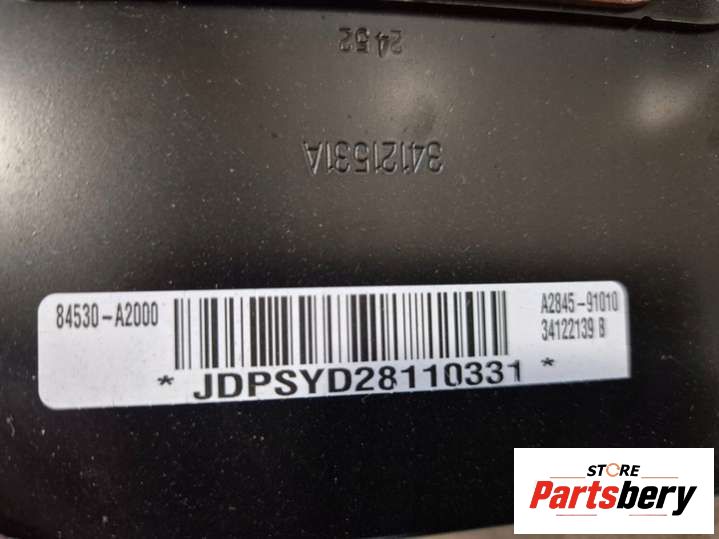 2452
34121531A
84530-A2000
A2845-91010
34122139 B
* JDPSYD28110331 *
STORE
Partsbery